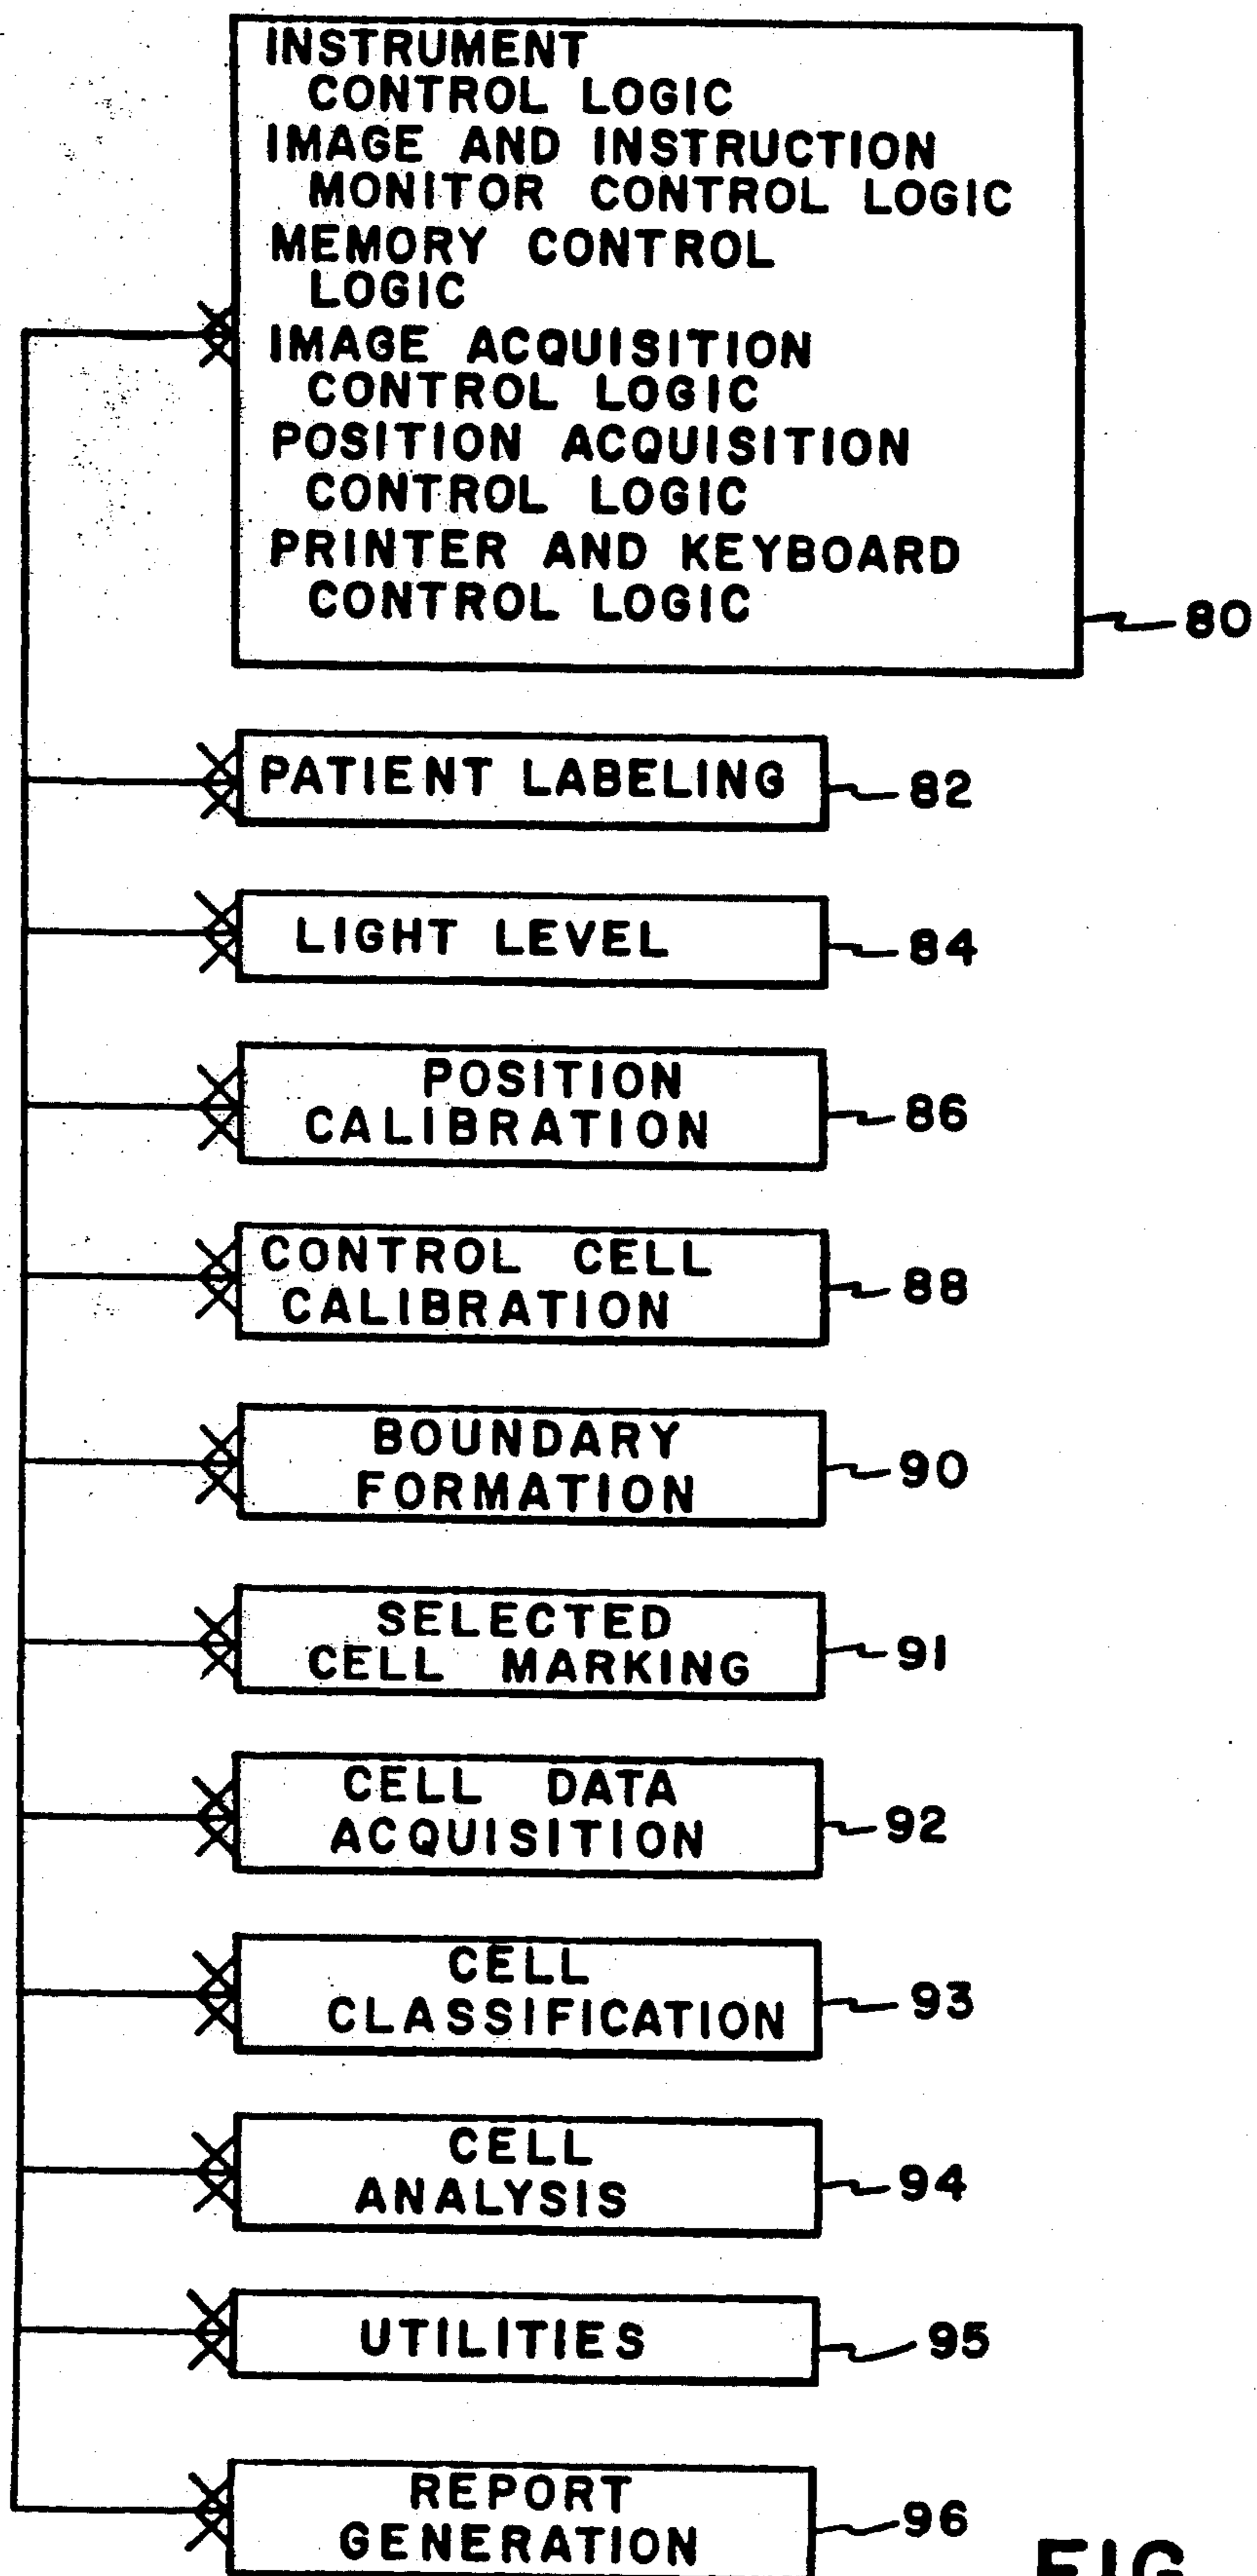 INSTRUMENT
CONTROL LOGIC
IMAGE AND INSTRUCTION
MONITOR CONTROL LOGIC
MEMORY CONTROL
LOGIC
IMAGE ACQUISITION
CONTROL LOGIC
POSITION ACQUISITION
CONTROL LOGIC
PRINTER AND KEYBOARD
CONTROL LOGIC
80
PATIENT LABELING 82
LIGHT LEVEL 84
POSITION
CALIBRATION 86
CONTROL CELL
CALIBRATION 88
BOUNDARY
FORMATION 90
SELECTED
CELL MARKING 91
CELL DATA
ACQUISITION 92
CELL
CLASSIFICATION 93
CELL
ANALYSIS 94
UTILITIES 95
REPORT
GENERATION 96
FIG